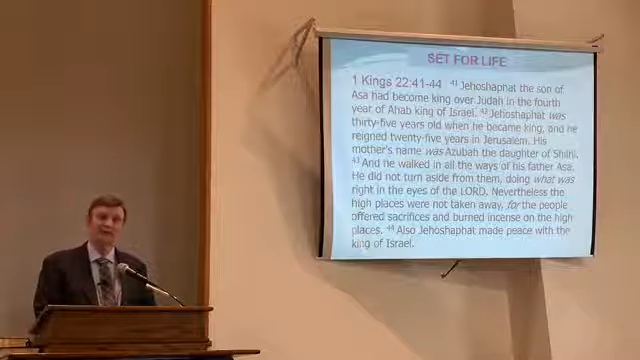 SET FOR LIFE
1 Kings 22:41-44 41 Jehoshaphat the son of
Asa had become king over Judah in the fourth
year of Ahab king of Israel. 42 Jehoshaphat was
thirty-five years old when he became king, and he
reigned twenty-five years in Jerusalem. His
mother's name was Azubah the daughter of Shilhi.
43 And he walked in all the ways of his father Asa.
He did not turn aside from them, doing what was
right in the eyes of the LORD. Nevertheless the
high places were not taken away, for the people
offered sacrifices and burned incense on the high
places. 44 Also Jehoshaphat made peace with the
king of Israel.